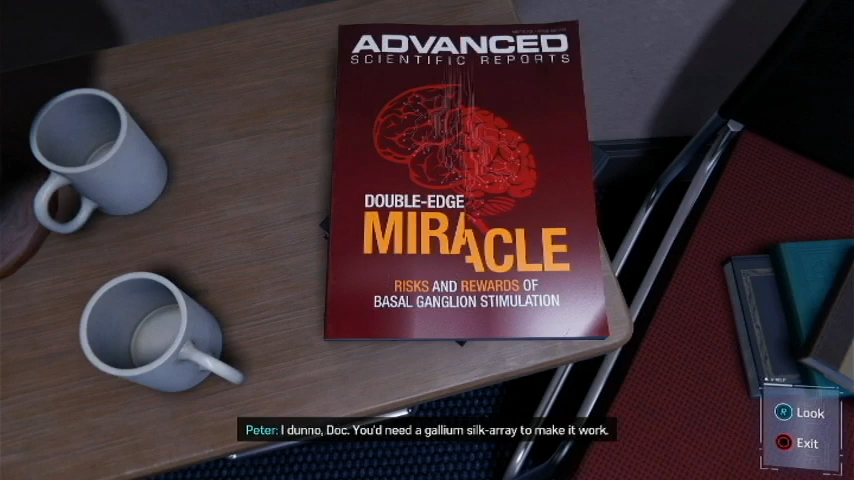 ADVANCED
SCIENTIFIC REPORTS
DOUBLE-EDGE
MIRACLE
RISKS AND REWARDS OF
BASAL GANGLION STIMULATION
R Look
Exit
Peter: I dunno, Doc. You'd need a gallium silk-array to make it work.